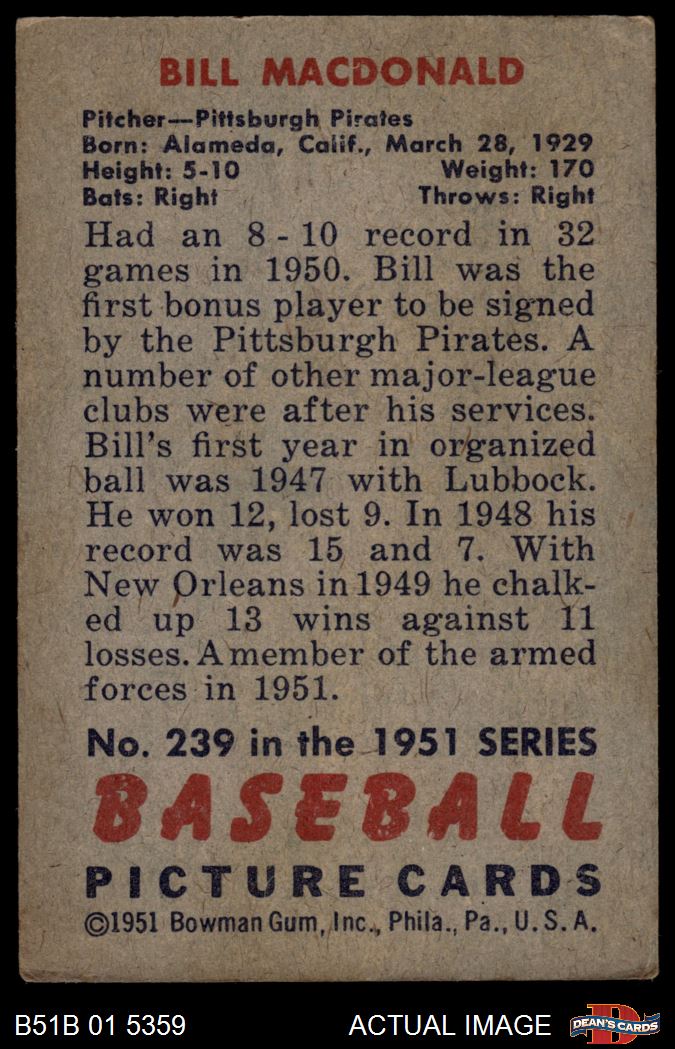 BILL MACDONALD
Pitcher—Pittsburgh Pirates
Born: Alameda, Calif., March 28, 1929
Height: 5-10 Weight: 170
Bats: Right Throws: Right
Had an 8-10 record in 32
games in 1950. Bill was the
first bonus player to be signed
by the Pittsburgh Pirates. A
number of other major-league
clubs were after his services.
Bill's first year in organized
ball was 1947 with Lubbock.
He won 12, lost 9. In 1948 his
record was 15 and 7. With
New Orleans in 1949 he chalk-
ed up 13 wins against 11
losses. A member of the armed
forces in 1951.
No. 239 in the 1951 SERIES
BASEBALL
PICTURE CARDS
©1951 Bowman Gum, Inc., Phila., Pa., U.S.A.
B51B 01 5359 ACTUAL IMAGE D DEAN'S CARDS